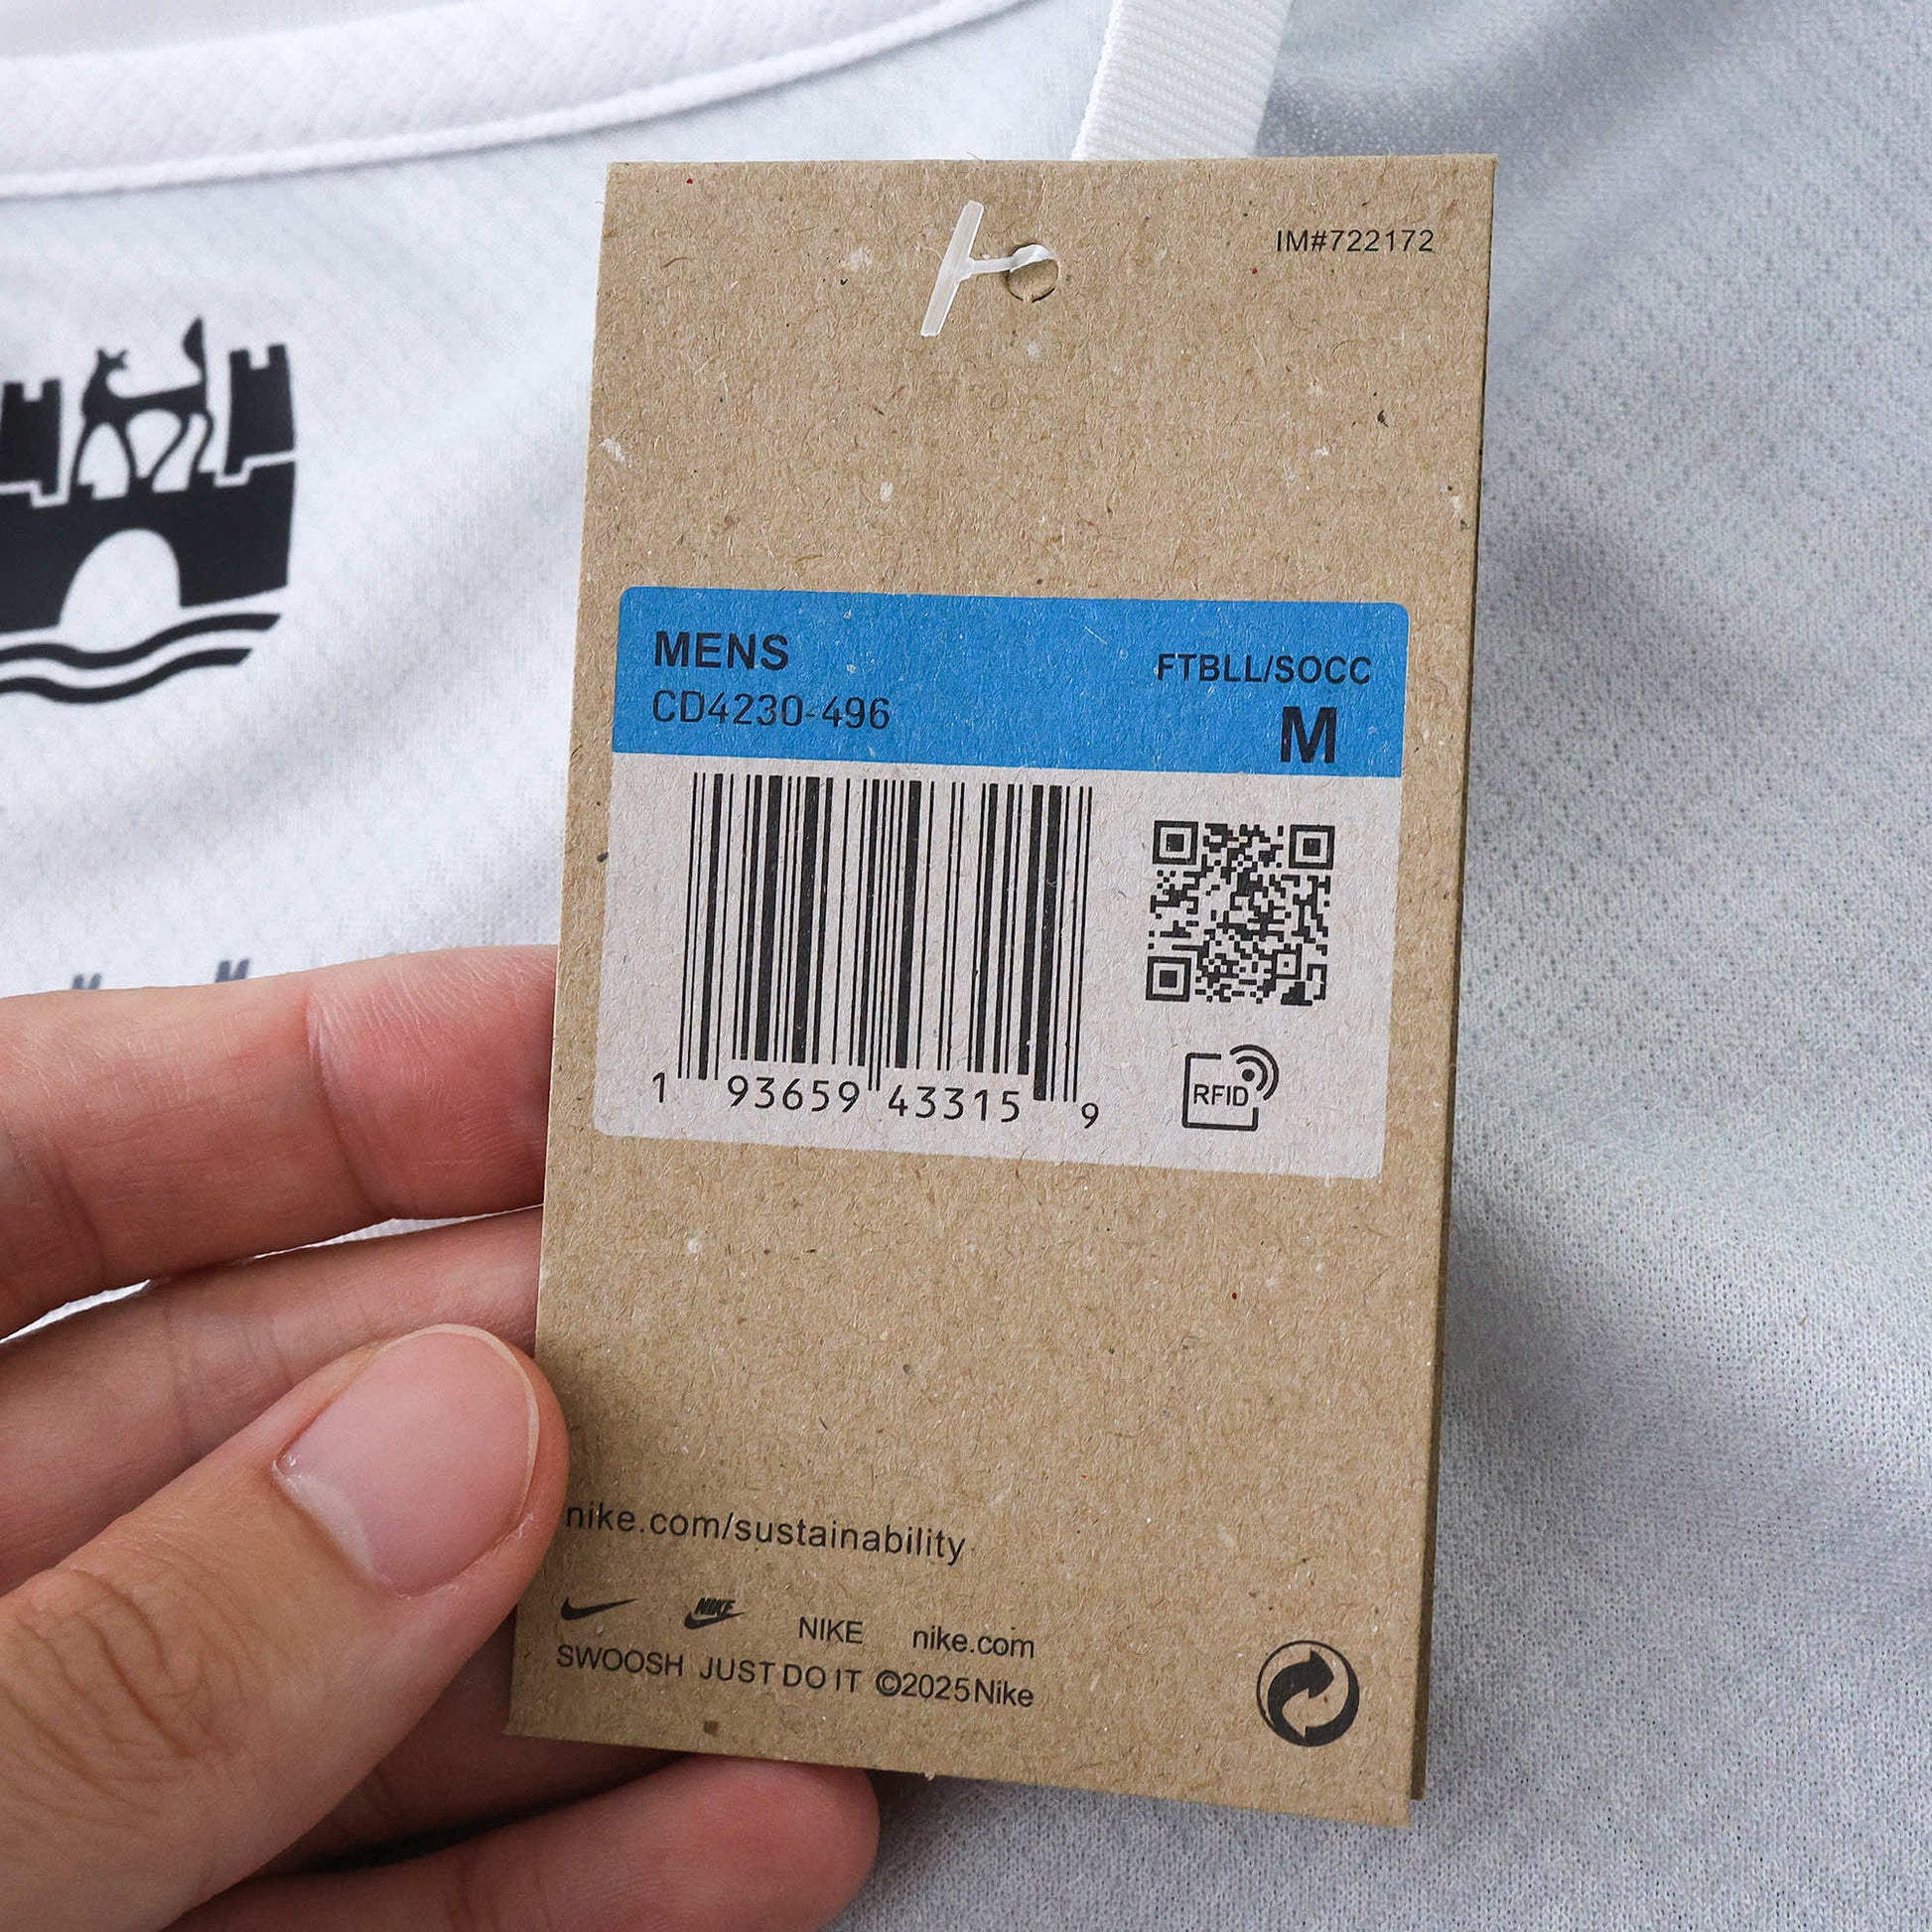 IM#722172
MENS
FTBLL/SOCC
CD4230-496
M
1 93659 43315 9
RFID
nike.com/sustainability
NIKE NIKE nike.com
SWOOSH JUST DO IT ©2025 Nike